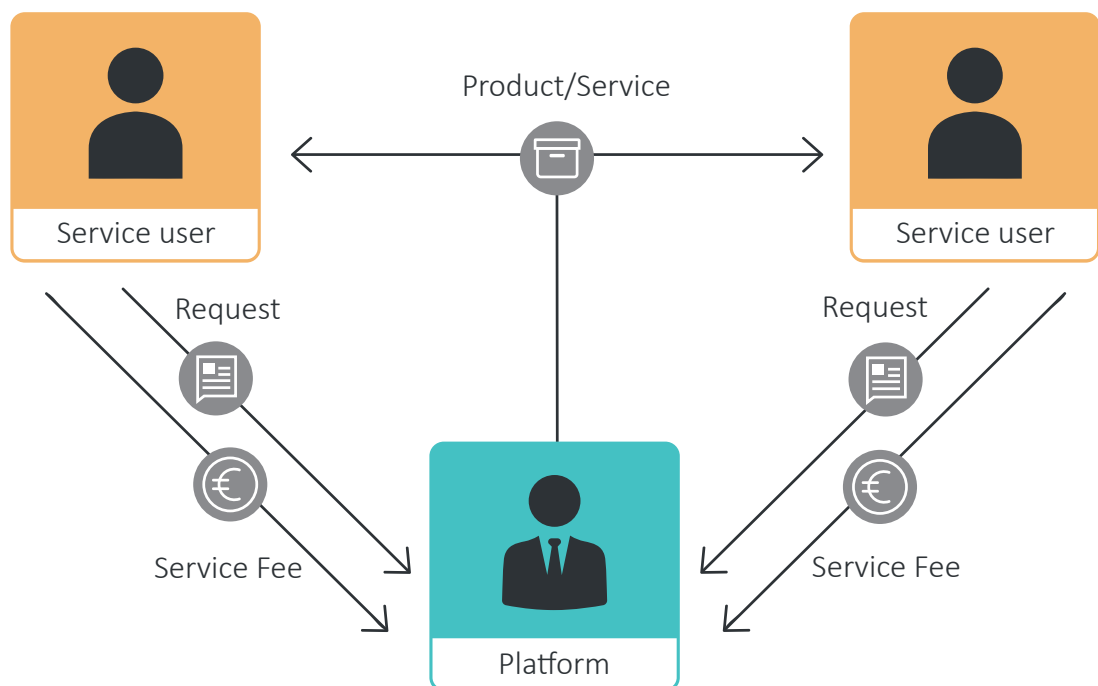 Product/Service
Service user
Service user
Request
Request
€
€
Service Fee
Service Fee
Platform